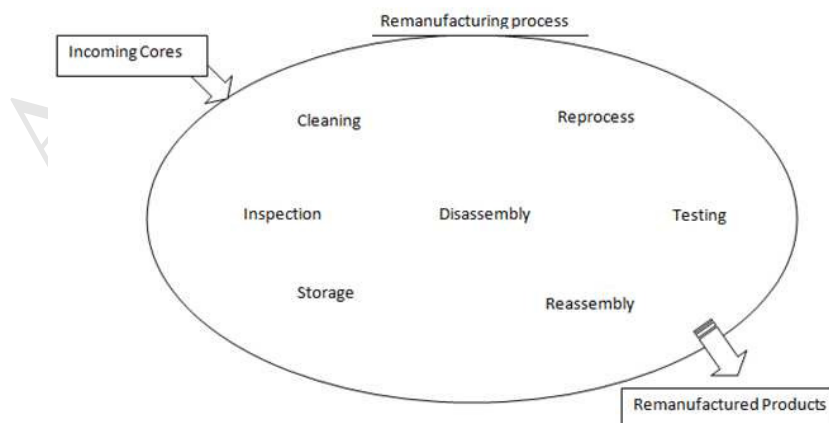 Remanufacturing process
Incoming Cores
Cleaning
Reprocess
Inspection
Disassembly
Testing
Storage
Reassembly
Remanufactured Products